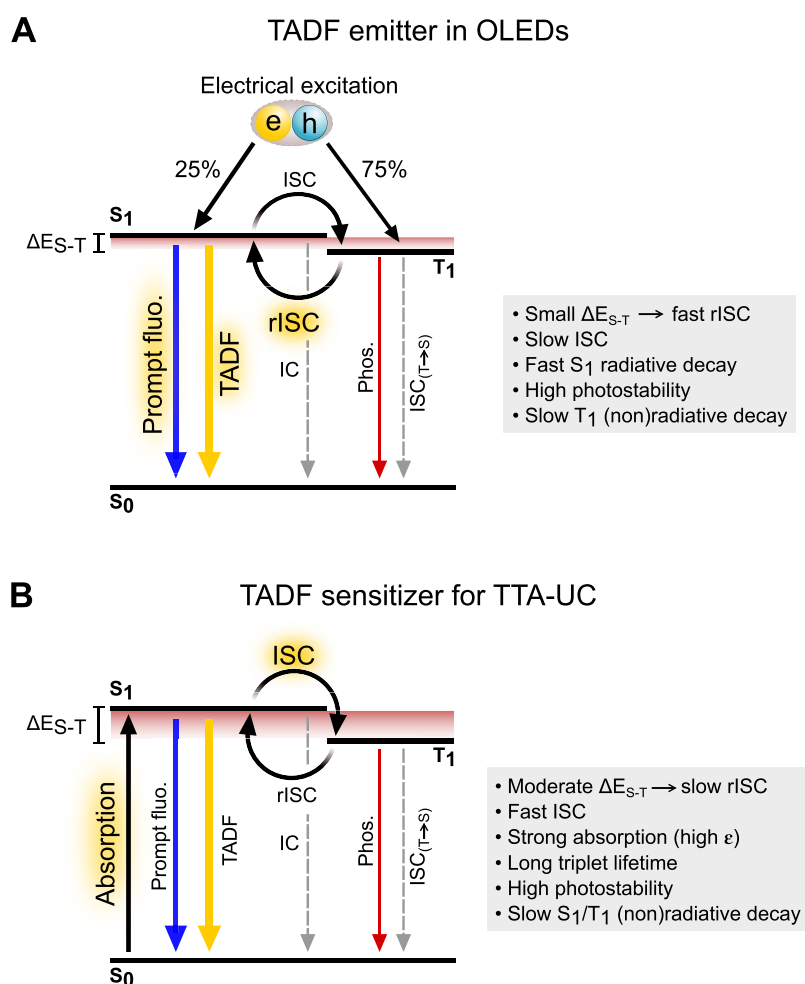 A
TADF emitter in OLEDs
Electrical excitation
e h
25%
ISC
75%
S1
ΔES-T
T1
Prompt fluo.
TADF
rISC
IC
Phos.
ISC(T→S)
S0
• Small ΔES-T → fast rISC
• Slow ISC
• Fast S1 radiative decay
• High photostability
• Slow T1 (non)radiative decay
B
TADF sensitizer for TTA-UC
ISC
S1
ΔES-T
T1
Absorption
Prompt fluo.
TADF
rISC
IC
Phos.
ISC(T→S)
S0
• Moderate ΔES-T → slow rISC
• Fast ISC
• Strong absorption (high ε)
• Long triplet lifetime
• High photostability
• Slow S1/T1 (non)radiative decay